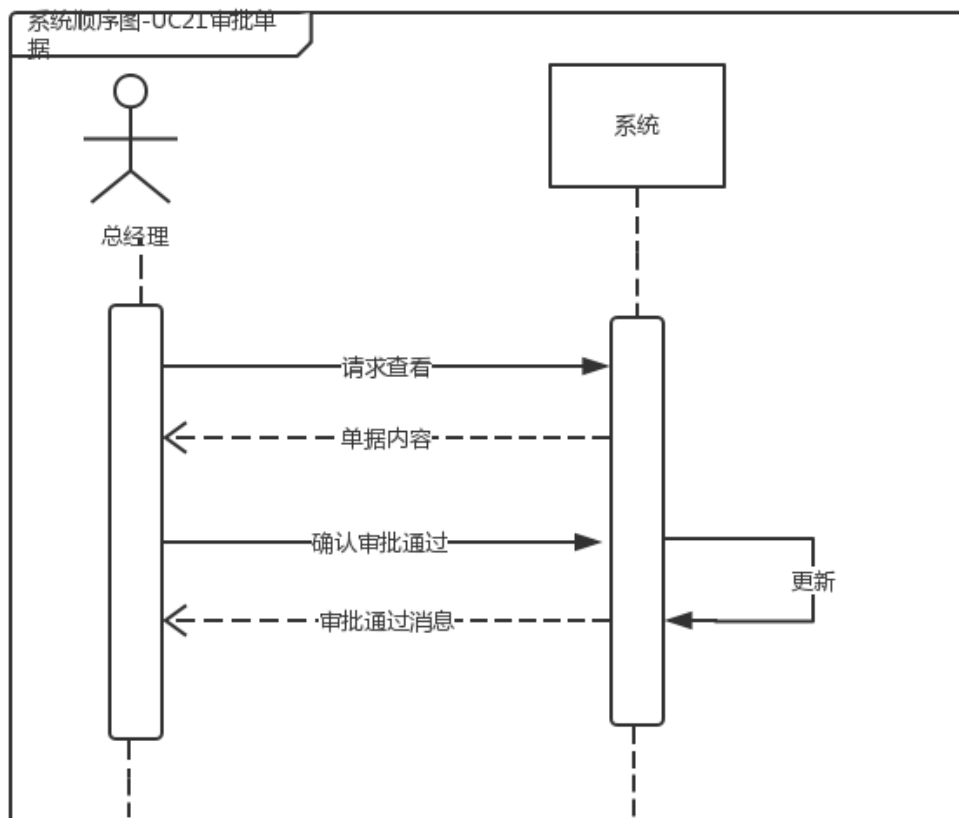 系统顺序图-UC21审批单
据
系统
总经理
请求查看
单据内容
确认审批通过
更新
审批通过消息